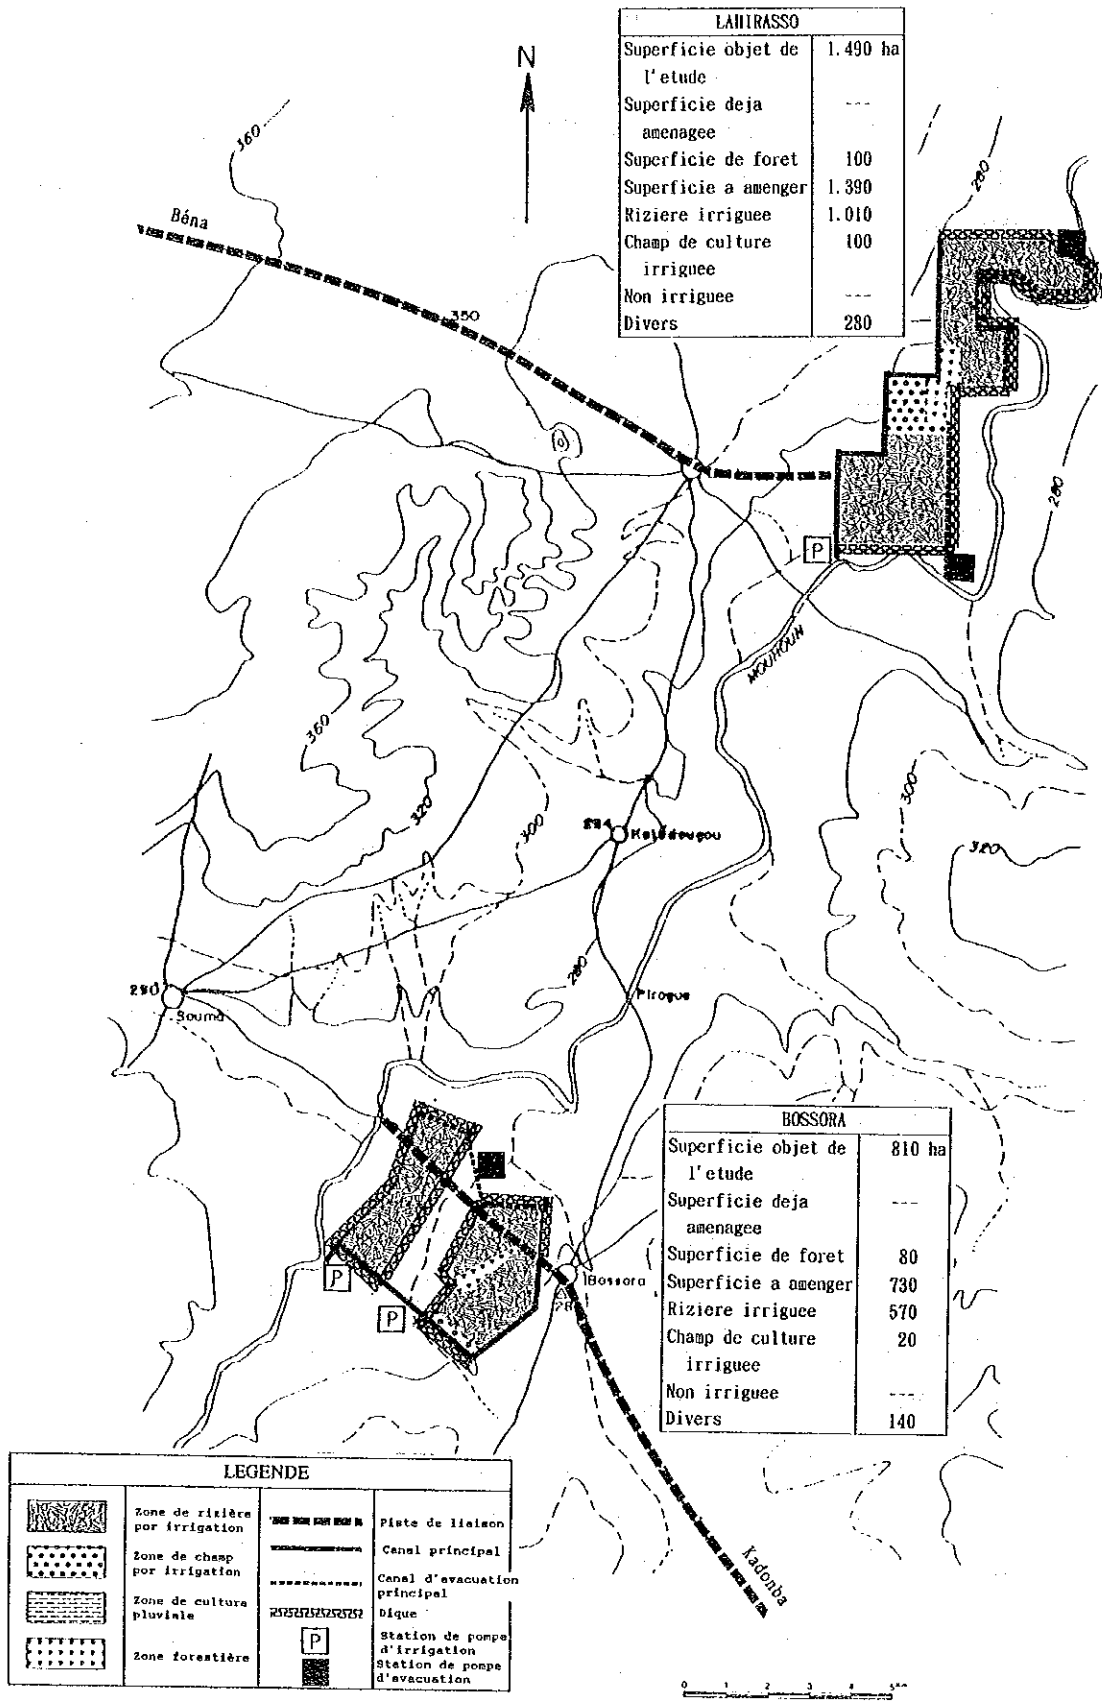 LAHIRASSO
Superficie objet de 1.490 ha
l'etude
Superficie deja ---
amenagee
Superficie de foret 100
Superficie a amenger 1.390
Riziere irriguee 1.010
Champ de culture 100
irriguee
Non irriguee ---
Divers 280
N
360
Béna
350
280
280
P
MOUHOUN
360
320
300
300
320
284
280
Pirogue
290
Souma
BOSSORA
Superficie objet de 810 ha
l'etude
Superficie deja ---
amenagee
Superficie de foret 80
Superficie a amenger 730
Riziere irriguee 570
Champ de culture 20
irriguee
Non irriguee ---
Divers 140
P
P
Bossora
Kadonba
LEGENDE
Zone de rizière
por irrigation
Piste de liaison
Canal principal
Zone de champ
por irrigation
Canal d'evacuation
principal
Zone de cultura
pluviale
Dique
P
Station de pompe
d'irrigation
Zone forestière
Station de pompe
d'evacuation
0 1 2 3 4 5